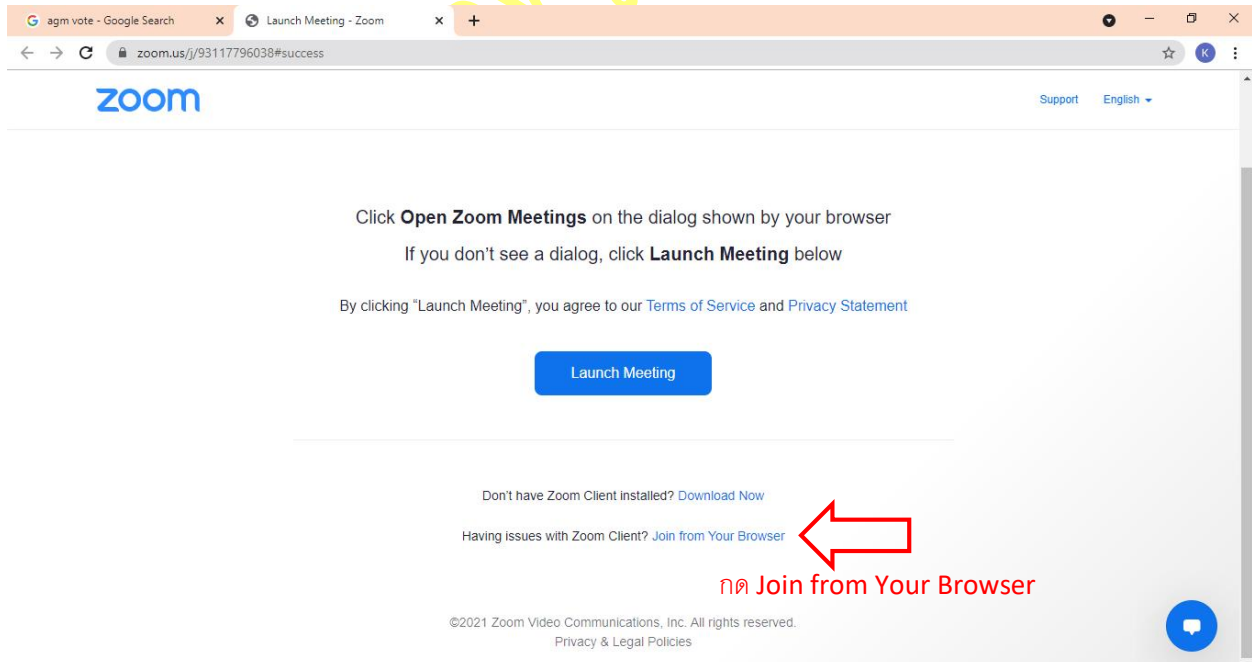 agm vote - Google Search
Launch Meeting - Zoom
zoom.us/j/93117796038#success
K
zoom
Support English
Click Open Zoom Meetings on the dialog shown by your browser
If you don't see a dialog, click Launch Meeting below
By clicking “Launch Meeting”, you agree to our Terms of Service and Privacy Statement
Launch Meeting
Don't have Zoom Client installed? Download Now
Having issues with Zoom Client? Join from Your Browser
กด Join from Your Browser
©2021 Zoom Video Communications, Inc. All rights reserved.
Privacy & Legal Policies